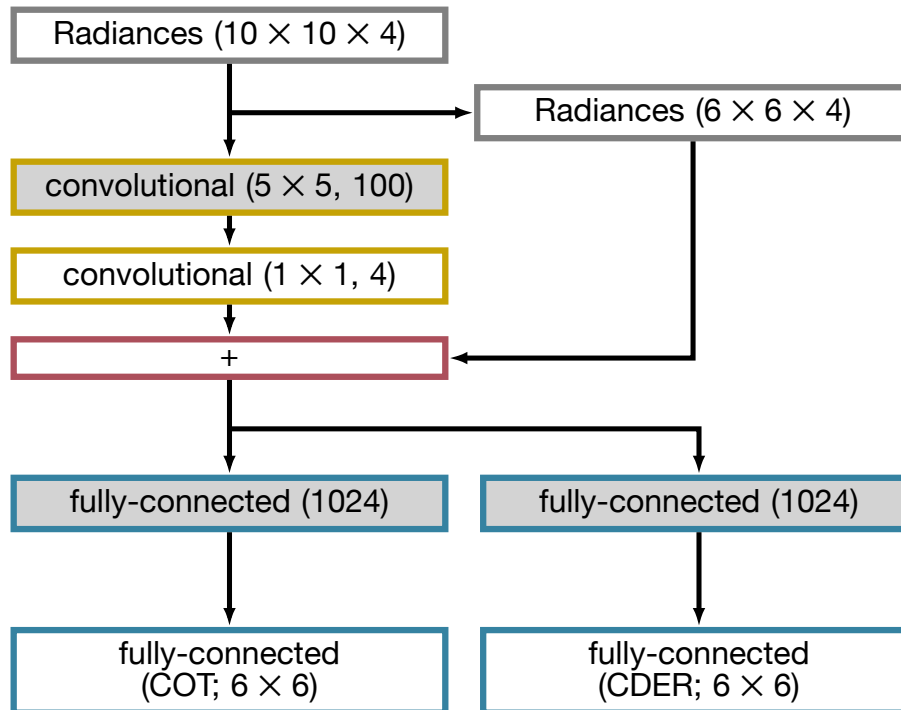 Radiances (10 × 10 × 4)
Radiances (6 × 6 × 4)
convolutional (5 × 5, 100)
convolutional (1 × 1, 4)
+
fully-connected (1024)
fully-connected (1024)
fully-connected
(COT; 6 × 6)
fully-connected
(CDER; 6 × 6)